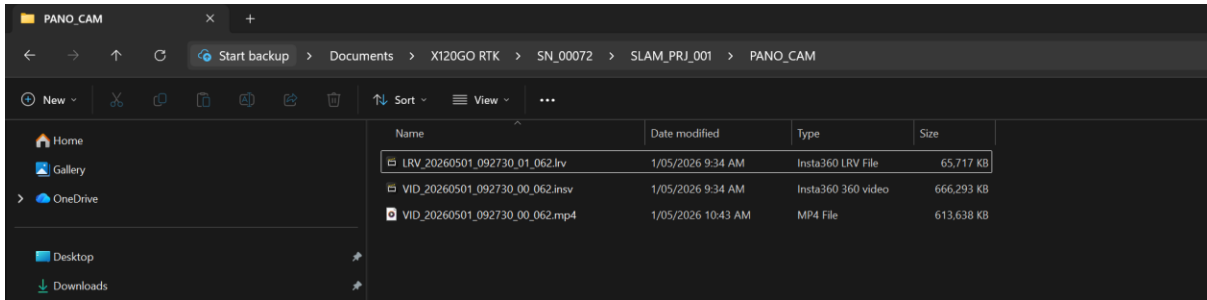 PANO_CAM
Start backup > Documents > X120GO RTK > SN_00072 > SLAM_PRJ_001 > PANO_CAM
New Sort View ...
Name Date modified Type Size
Home
Gallery
OneDrive
Desktop
Downloads
LRV_20260501_092730_01_062.lrv 1/05/2026 9:34 AM Insta360 LRV File 65,717 KB
VID_20260501_092730_00_062.insv 1/05/2026 9:34 AM Insta360 360 video 666,293 KB
VID_20260501_092730_00_062.mp4 1/05/2026 10:43 AM MP4 File 613,638 KB